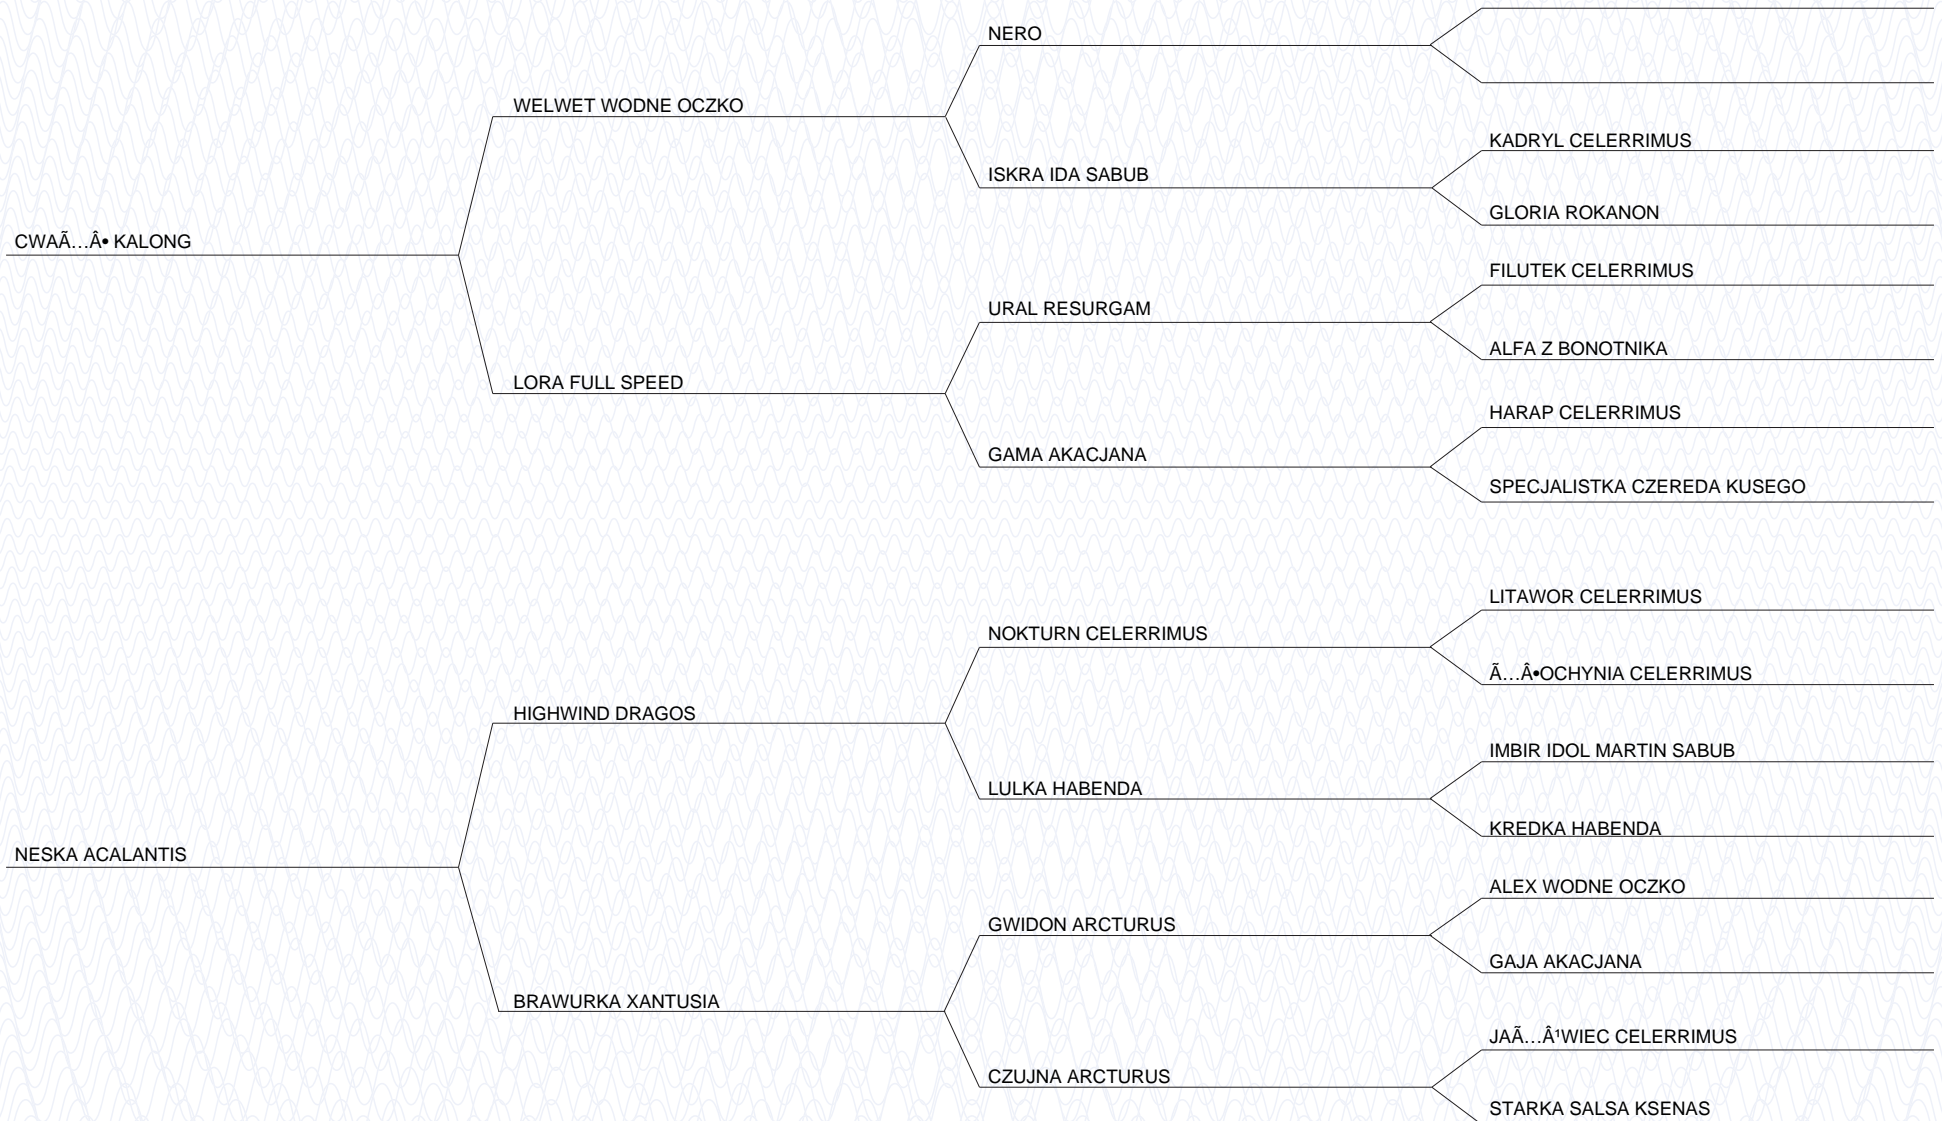 NERO
WELWET WODNE OCZKO
KADRYL CELERRIMUS
ISKRA IDA SABUB
GLORIA ROKANON
CWAÃ…Â• KALONG
FILUTEK CELERRIMUS
URAL RESURGAM
ALFA Z BONOTNIKA
LORA FULL SPEED
HARAP CELERRIMUS
GAMA AKACJANA
SPECJALISTKA CZEREDA KUSEGO
LITAWOR CELERRIMUS
NOKTURN CELERRIMUS
Ã…Â•OCHYNIA CELERRIMUS
HIGHWIND DRAGOS
IMBIR IDOL MARTIN SABUB
LULKA HABENDA
KREDKA HABENDA
NESKA ACALANTIS
ALEX WODNE OCZKO
GWIDON ARCTURUS
GAJA AKACJANA
BRAWURKA XANTUSIA
JAÃ…Â¹WIEC CELERRIMUS
CZUJNA ARCTURUS
STARKA SALSA KSENAS